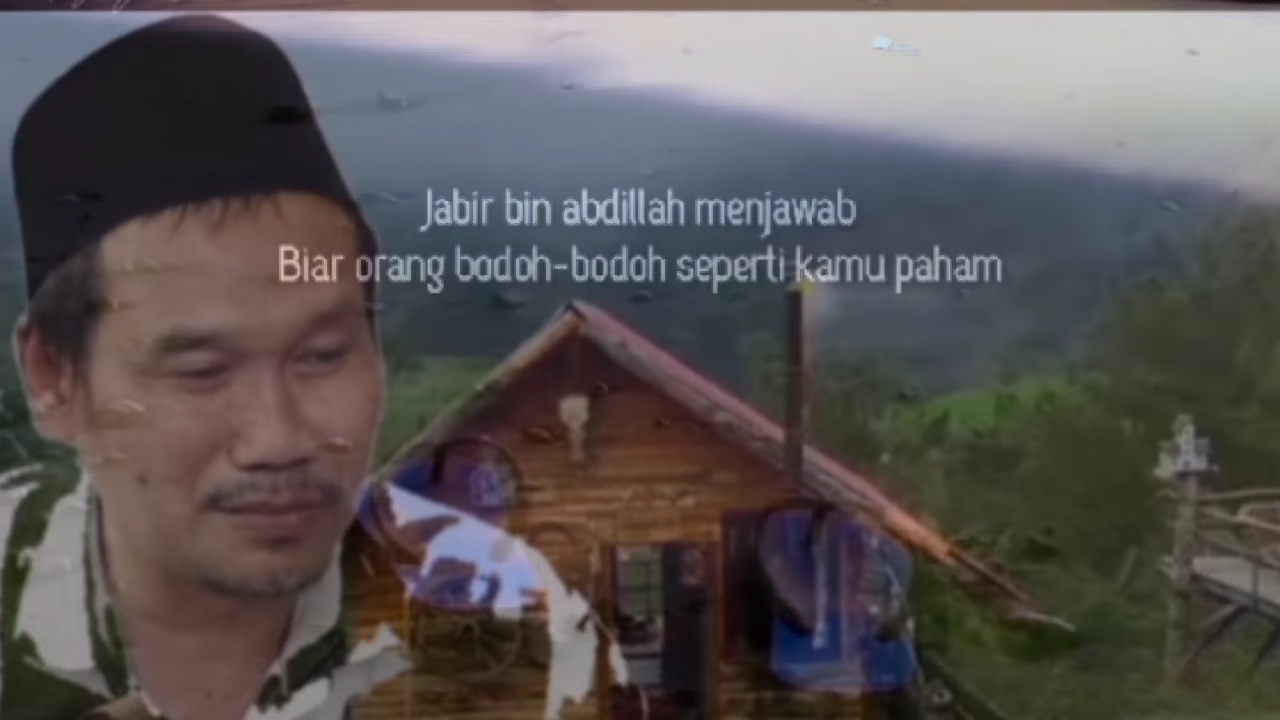 Jabir bin abdillah menjawab
Biar orang bodoh-bodoh seperti kamu paham